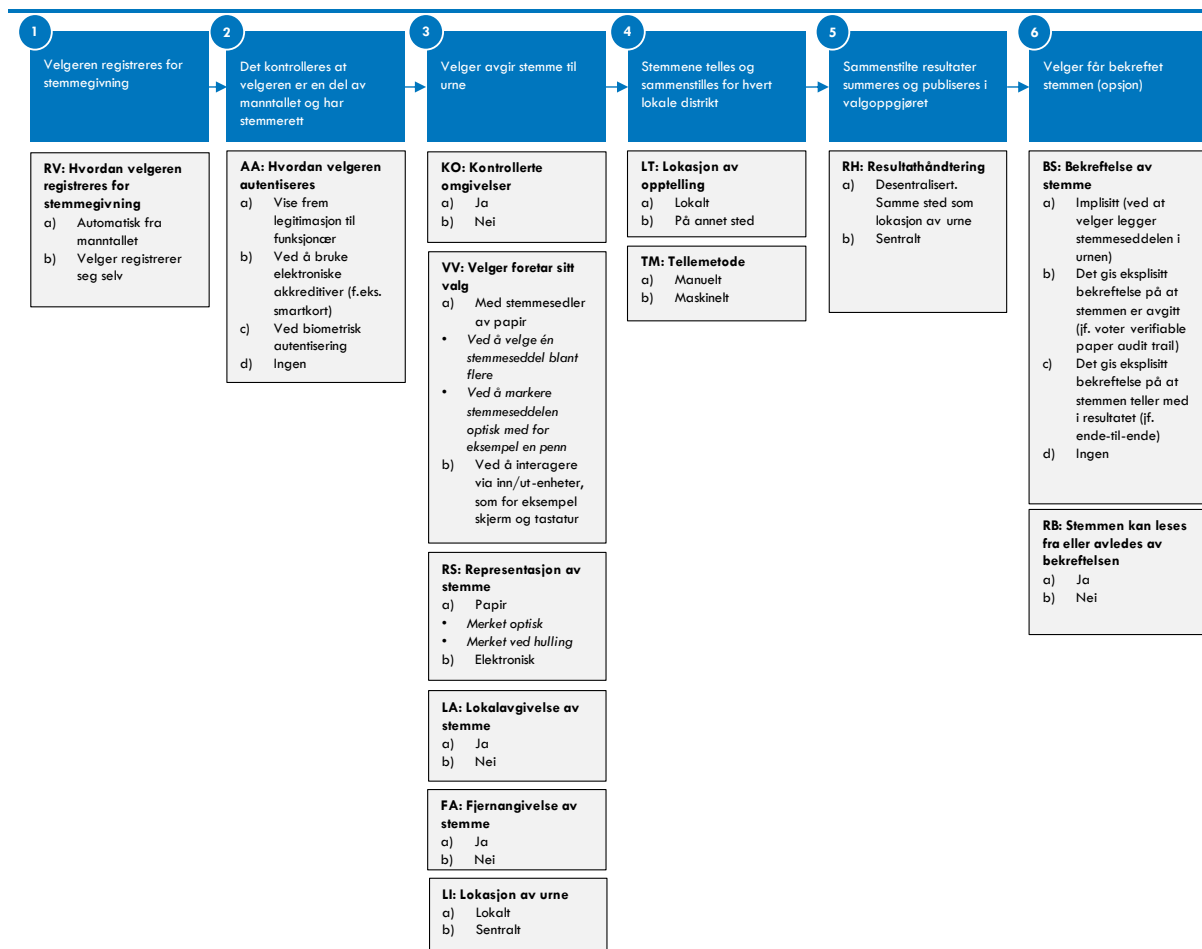 1
Velgeren registreres for
stemmegivning
RV: Hvordan velgeren
registreres for
stemmegivning
a) Automatisk fra
manntallet
b) Velger registrerer
seg selv
2
Det kontrolleres at
velgeren er en del av
manntallet og har
stemmerett
AA: Hvordan velgeren
autentiseres
a) Vise frem
legitimasjon til
funksjonær
b) Ved å bruke
elektroniske
akkreditiver (f.eks.
smartkort)
c) Ved biometrisk
autentisering
d) Ingen
3
Velger avgir stemme til
urne
KO: Kontrollerte
omgivelser
a) Ja
b) Nei
VV: Velger foretar sitt
valg
a) Med stemmesedler
av papir
• Ved å velge én
stemmeseddel blant
flere
• Ved å markere
stemmeseddelen
optisk med for
eksempel en penn
b) Ved å interagere
via inn/ut-enheter,
som for eksempel
skjerm og tastatur
RS: Representasjon av
stemme
a) Papir
• Merket optisk
• Merket ved hulling
b) Elektronisk
LA: Lokalavgivelse av
stemme
a) Ja
b) Nei
FA: Fjernangivelse av
stemme
a) Ja
b) Nei
LI: Lokasjon av urne
a) Lokalt
b) Sentralt
4
Stemmene telles og
sammenstilles for hvert
lokale distrikt
LT: Lokasjon av
opptelling
a) Lokalt
b) På annet sted
TM: Tellemetode
a) Manuelt
b) Maskinelt
5
Sammenstilte resultater
summeres og publiseres i
valgoppgjøret
RH: Resultathåndtering
a) Desentralisert.
Samme sted som
lokasjon av urne
b) Sentralt
6
Velger får bekreftet
stemmen (opsjon)
BS: Bekreftelse av
stemme
a) Implisitt (ved at
velger legger
stemmeseddelen i
urnen)
b) Det gis eksplisitt
bekreftelse på at
stemmen er avgitt
(jf. voter verifiable
paper audit trail)
c) Det gis eksplisitt
bekreftelse på at
stemmen teller med
i resultatet (jf.
ende-til-ende)
d) Ingen
RB: Stemmen kan leses
fra eller avledes av
bekreftelsen
a) Ja
b) Nei